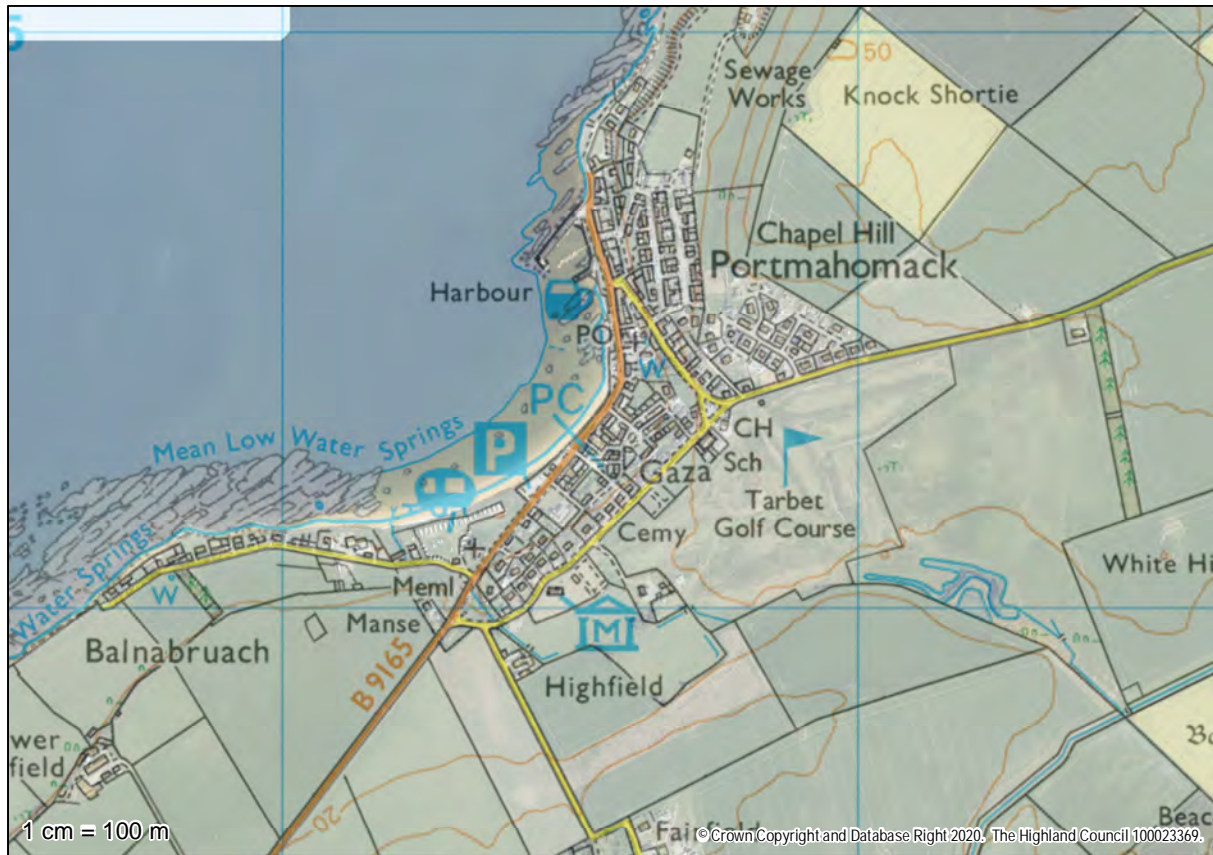 5
Sewage
Works
50
Knock Shortie
Chapel Hill
Portmahomack
Harbour
PO
W
PC
P
Mean Low Water Springs
CH
Sch
Gaza
Tarbet
Golf Course
Cemy
Water Springs
W
Meml
Manse
M
White Hi
Balnabruach
Highfield
B 9165
wer
field
20
Beac
1 cm = 100 m
© Crown Copyright and Database Right 2020. The Highland Council 100023369.